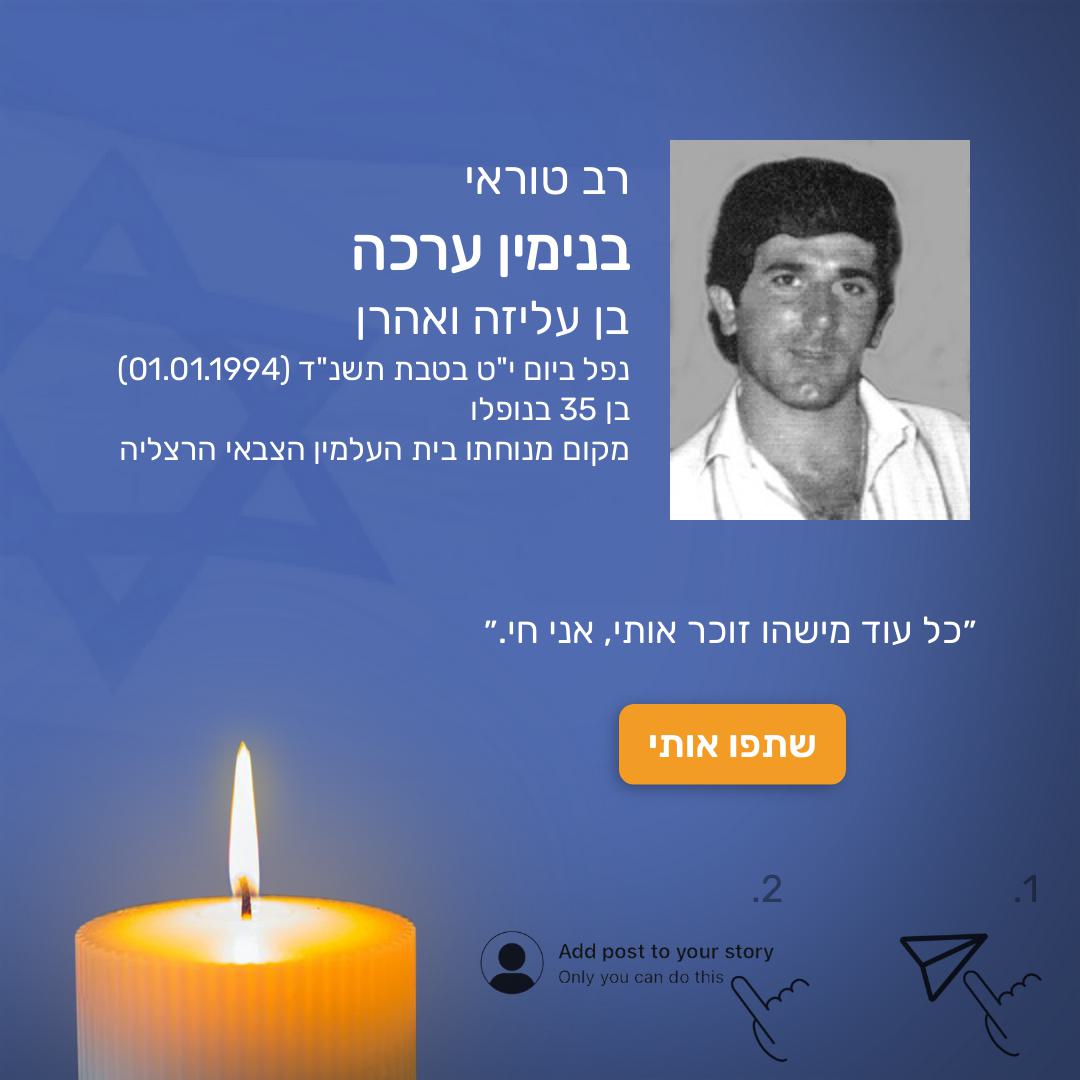 רב טוראי
בנימין ערכה
בן עליזה ואהרן
נפל ביום י"ט בטבת תשנ"ד (01.01.1994)
בן 35 בנופלו
מקום מנוחתו בית העלמין הצבאי הרצליה
״כל עוד מישהו זוכר אותי, אני חי.״
שתפו אותי
1.
2.
Add post to your story
Only you can do this